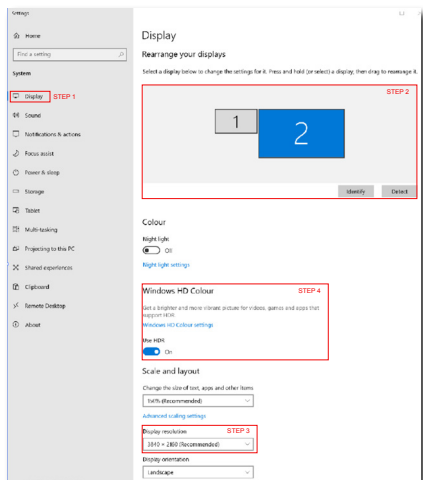 Settings
Home
Find a setting
System
Display STEP 1
Sound
Notifications & actions
Focus assist
Power & sleep
Storage
Tablet
Multi-tasking
Projecting to this PC
Shared experiences
Clipboard
Remote Desktop
About
Display
Rearrange your displays
Select a display below to change the settings for it. Press and hold (or select) a display, then drag to rearrange it.
STEP 2
1
2
Identify Detect
Colour
Night light
Off
Night light settings
Windows HD Colour STEP 4
Get a brighter and more vibrant picture for videos, games and apps that
support HDR.
Windows HD Colour settings
Use HDR
On
Scale and layout
Change the size of text, apps and other items
Advanced scaling settings
Display resolution STEP 3
3840 × 2160 (Recommended)
Display orientation
Landscape